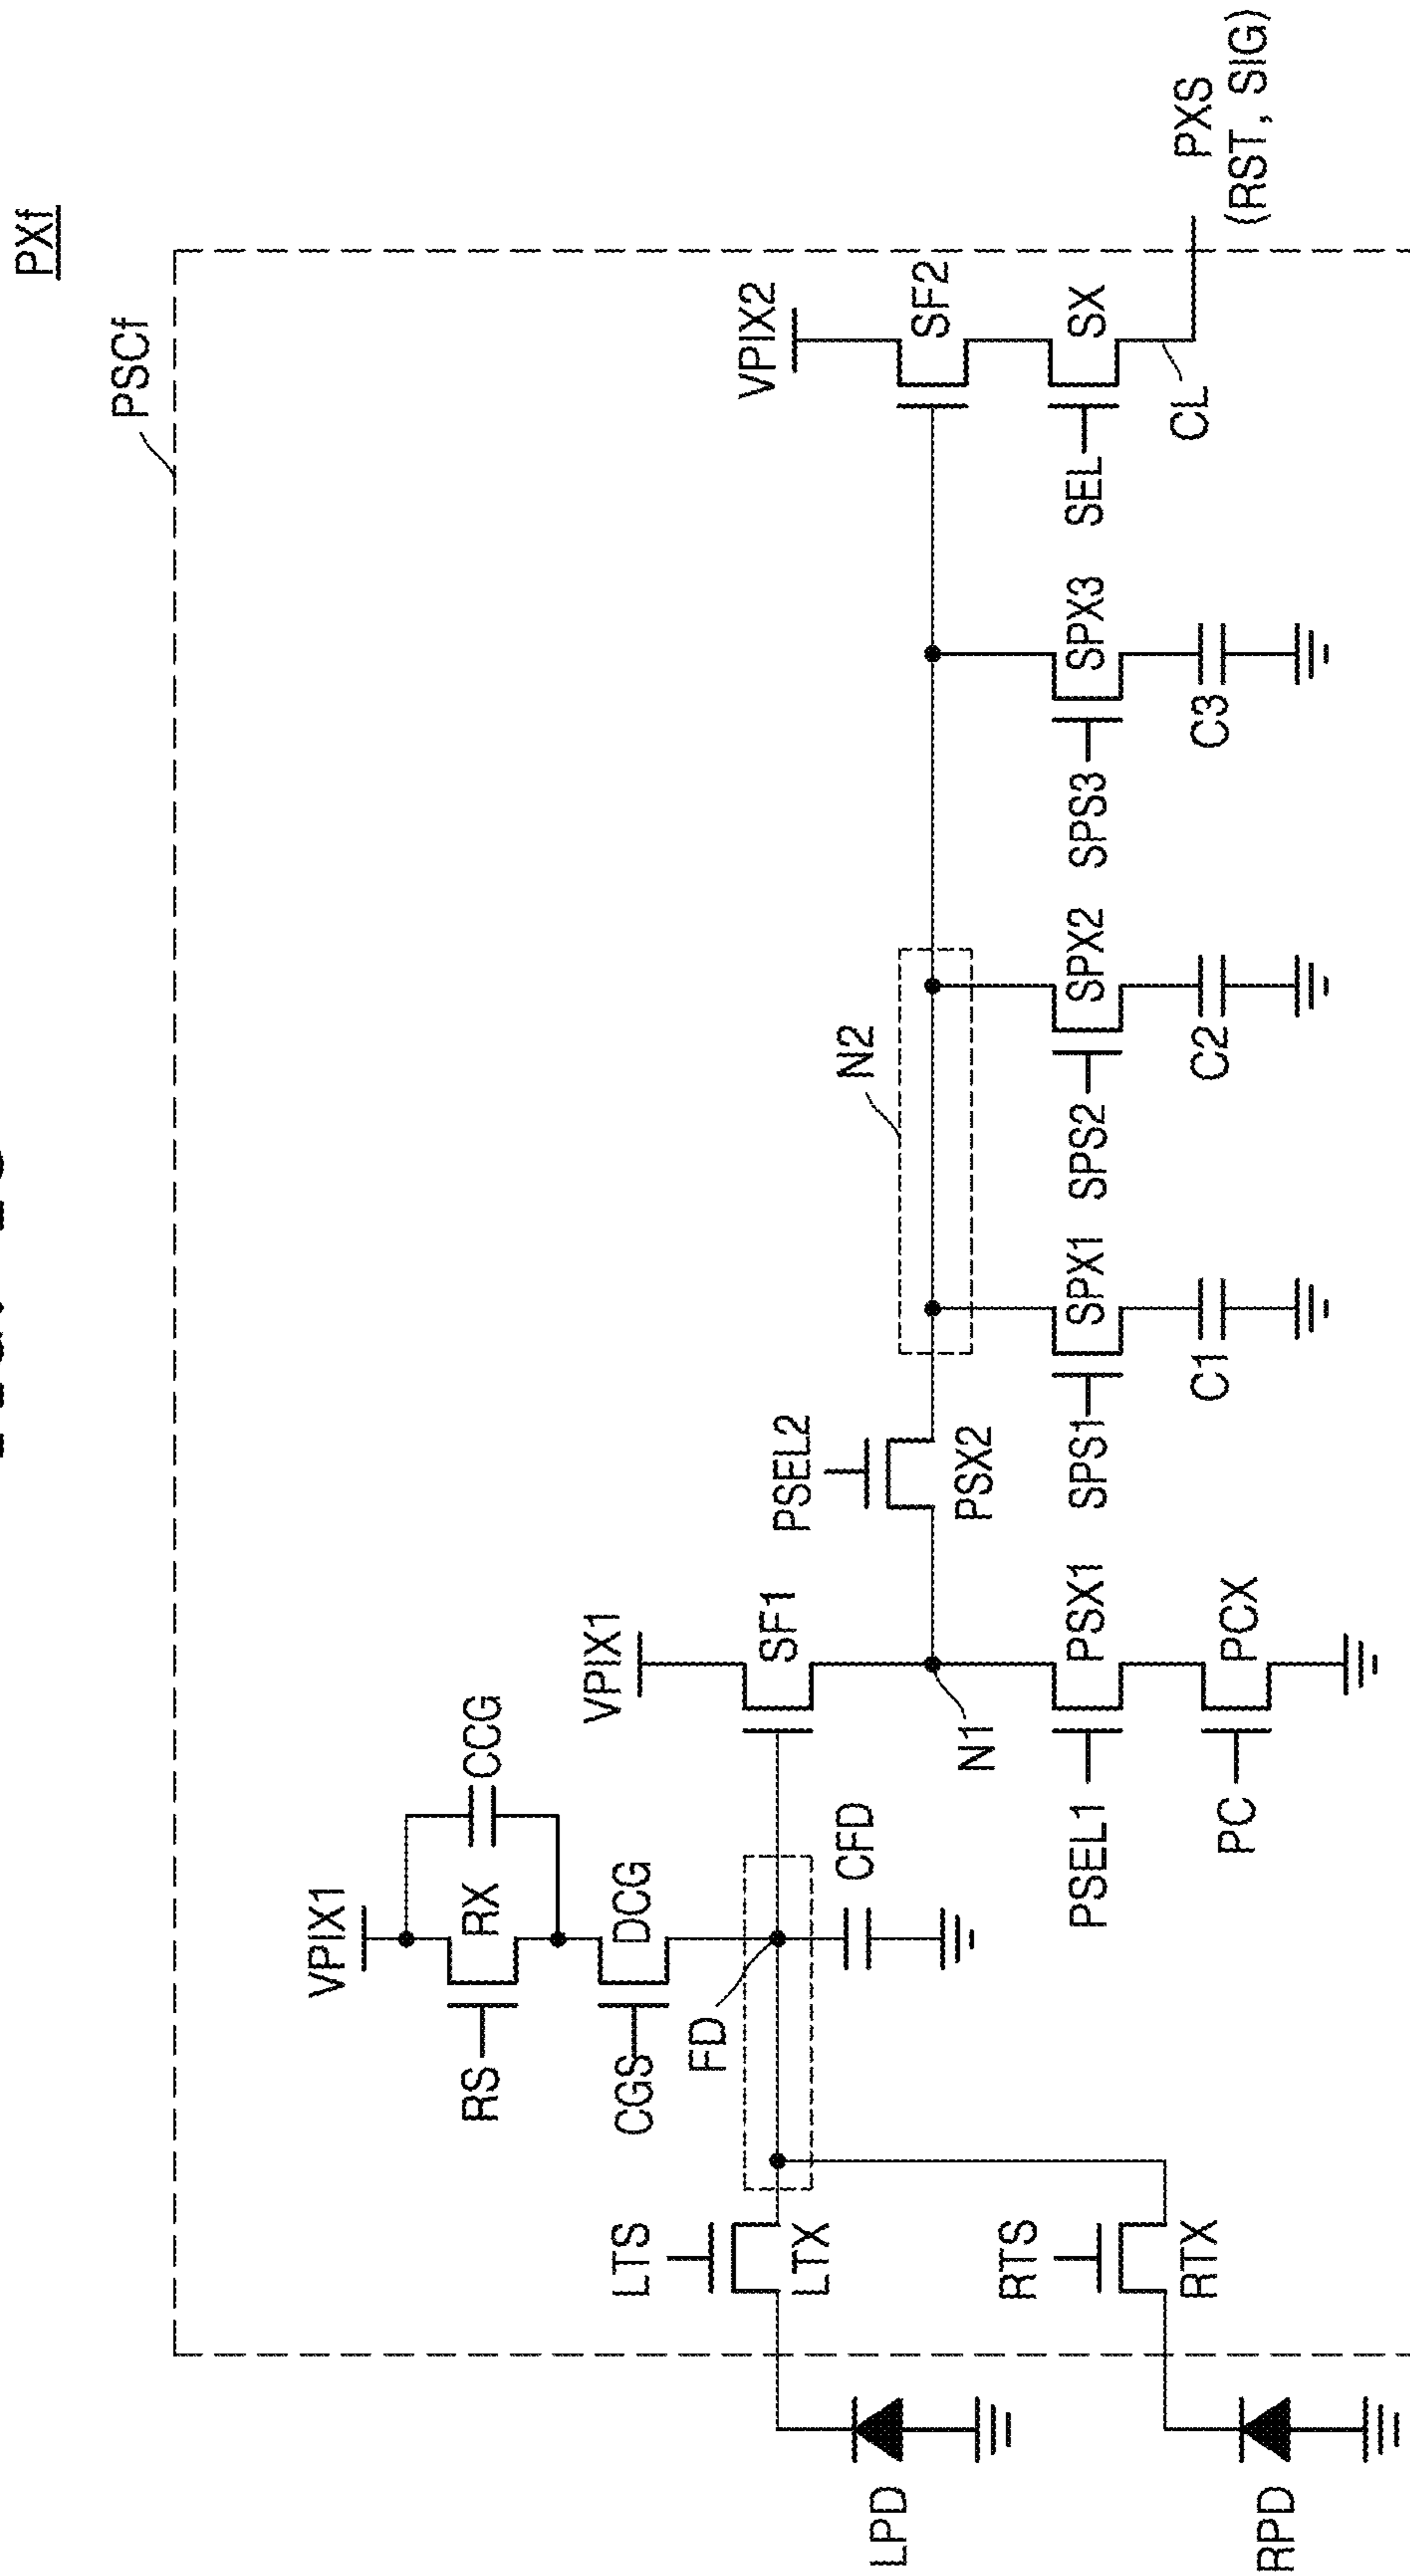 PXf
PSCf
VPIX1
RX
CCG
RS
DCG
CGS
FD
CFD
VPIX1
SF1
VPIX2
SF2
SX
SEL
CL
PXS
(RST, SIG)
N2
PSEL2
PSX2
N1
PSEL1
PSX1
PC
PCX
SPS1
SPX1
C1
SPS2
SPX2
C2
SPS3
SPX3
C3
LTS
LTX
RTS
RTX
LPD
RPD